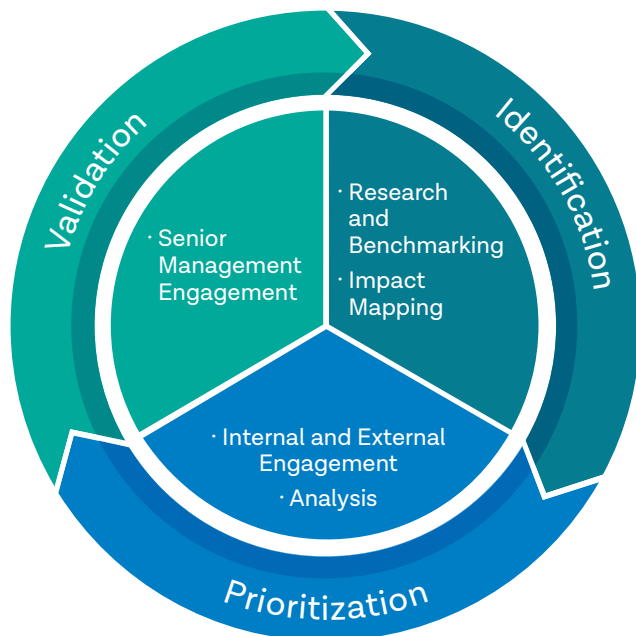 Validation
· Senior
Management
Engagement
Identification
· Research
and
Benchmarking
· Impact
Mapping
· Internal and External
Engagement
· Analysis
Prioritization